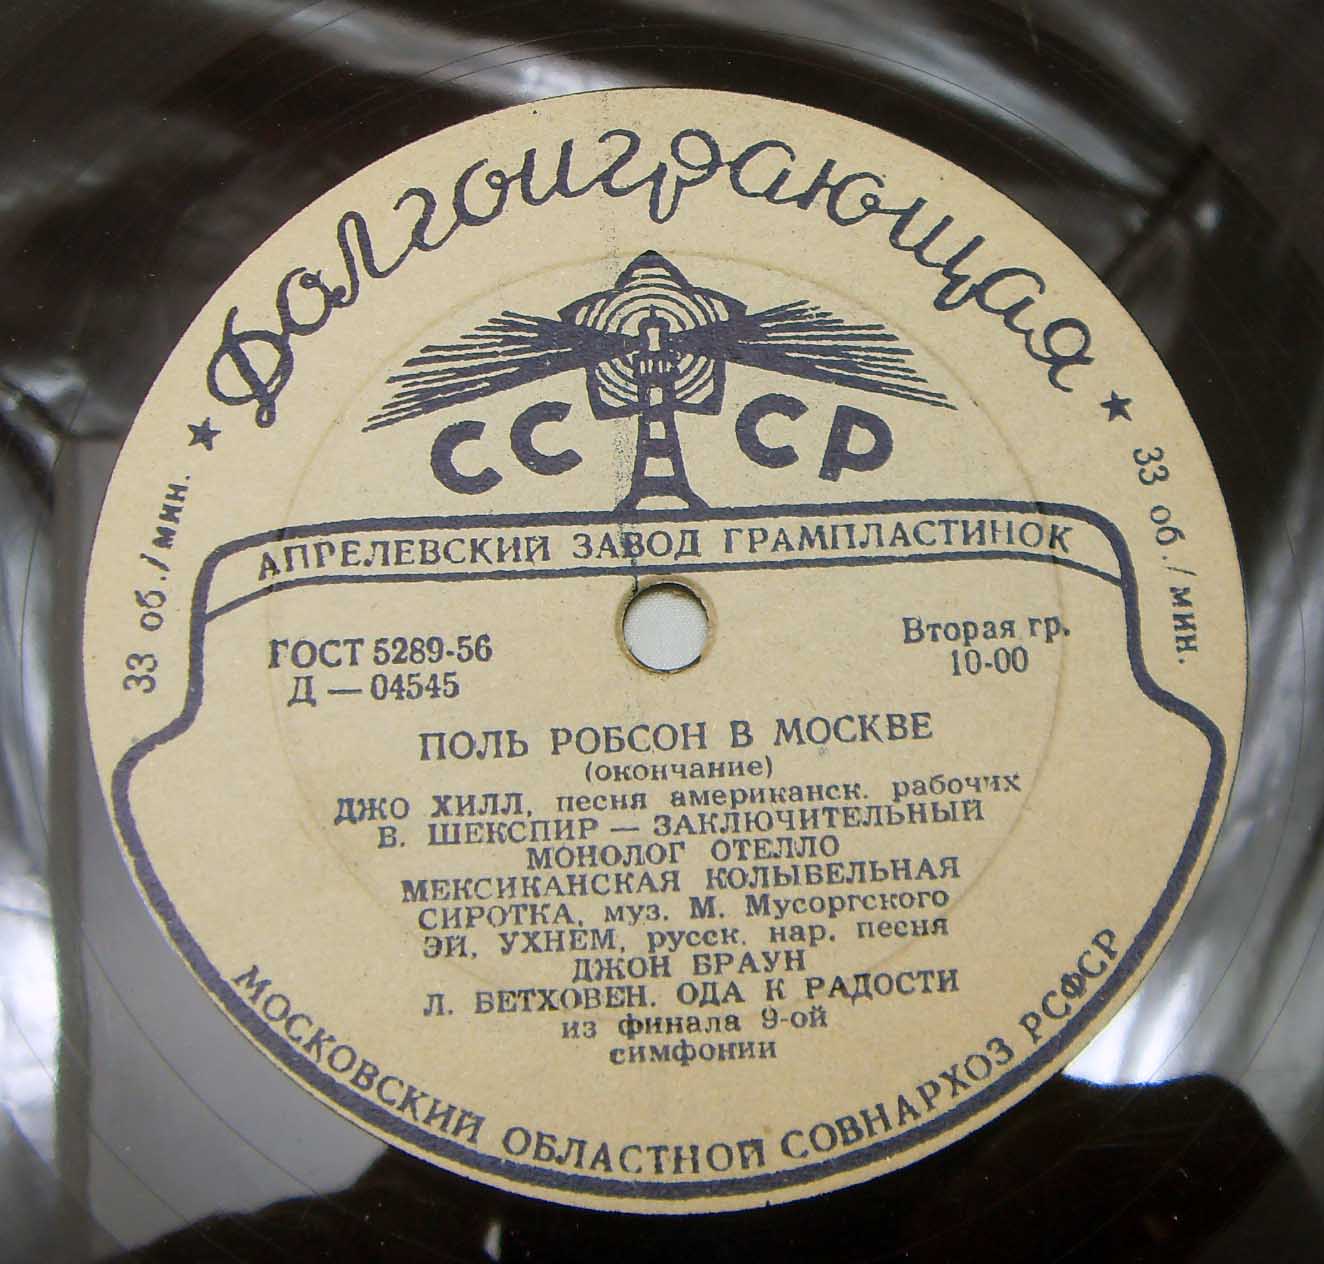 Долгоиграющая
★ 33 об./мин.
★ 33 об./мин.
СССР
АПРЕЛЕВСКИЙ ЗАВОД ГРАМПЛАСТИНОК
ГОСТ 5289-56
Д — 04545
Вторая гр.
10-00
ПОЛЬ РОБСОН В МОСКВЕ
(окончание)
ДЖО ХИЛЛ, песня американск. рабочих
В. ШЕКСПИР — ЗАКЛЮЧИТЕЛЬНЫЙ
МОНОЛОГ ОТЕЛЛО
МЕКСИКАНСКАЯ КОЛЫБЕЛЬНАЯ
СИРОТКА, муз. М. Мусоргского
ЭЙ, УХНЕМ, русск. нар. песня
ДЖОН БРАУН
Л. БЕТХОВЕН. ОДА К РАДОСТИ
из финала 9-ой
симфонии
МОСКОВСКИЙ ОБЛАСТНОЙ СОВНАРХОЗ РСФСР